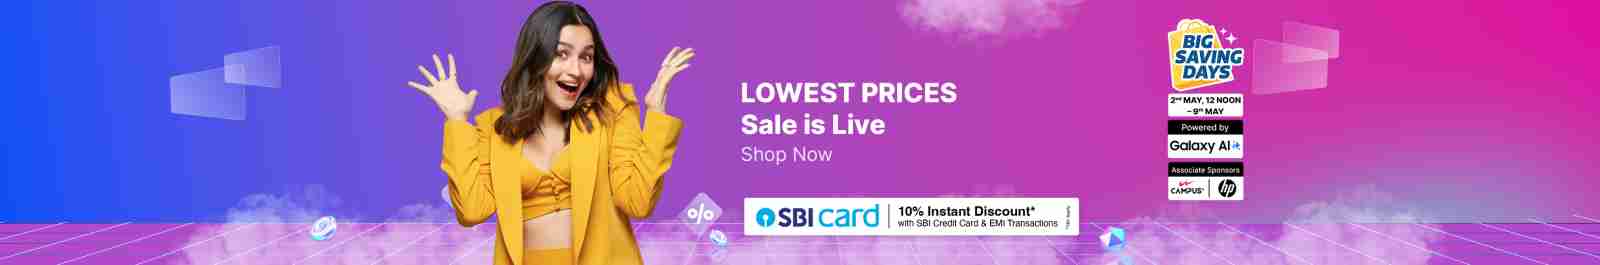 LOWEST PRICES
Sale is Live
Shop Now
%
SBI card
10% Instant Discount*
with SBI Credit Card & EMI Transactions
BIG
SAVING
DAYS
2ND MAY, 12 NOON
– 9TH MAY
Powered by
Galaxy AI
Associate Sponsors
CAMPUS
hp